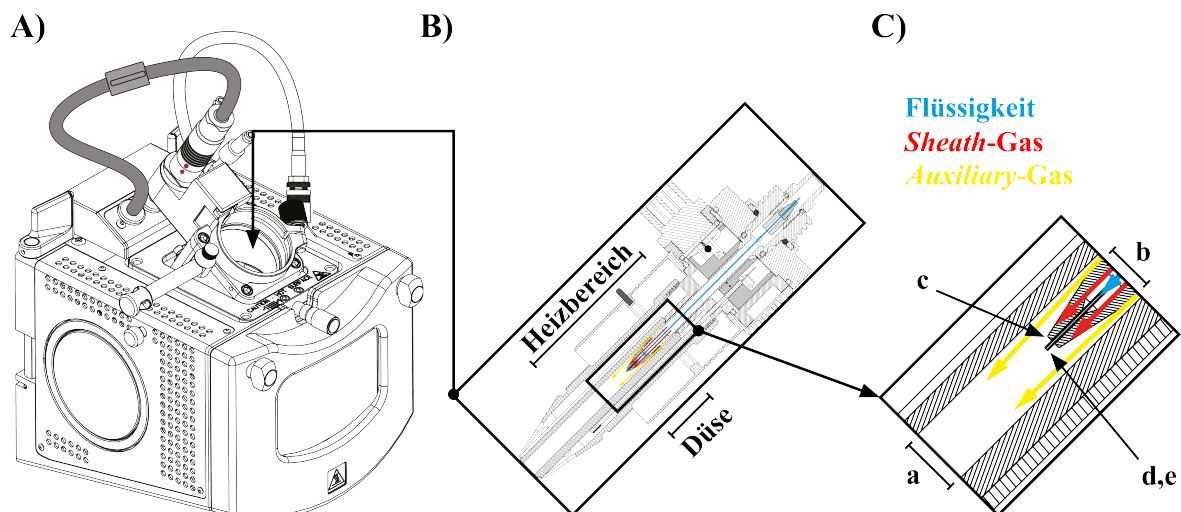 A)
B)
C)
Flüssigkeit
Sheath-Gas
Auxiliary-Gas
Heizbereich
Düse
b
c
a
d,e